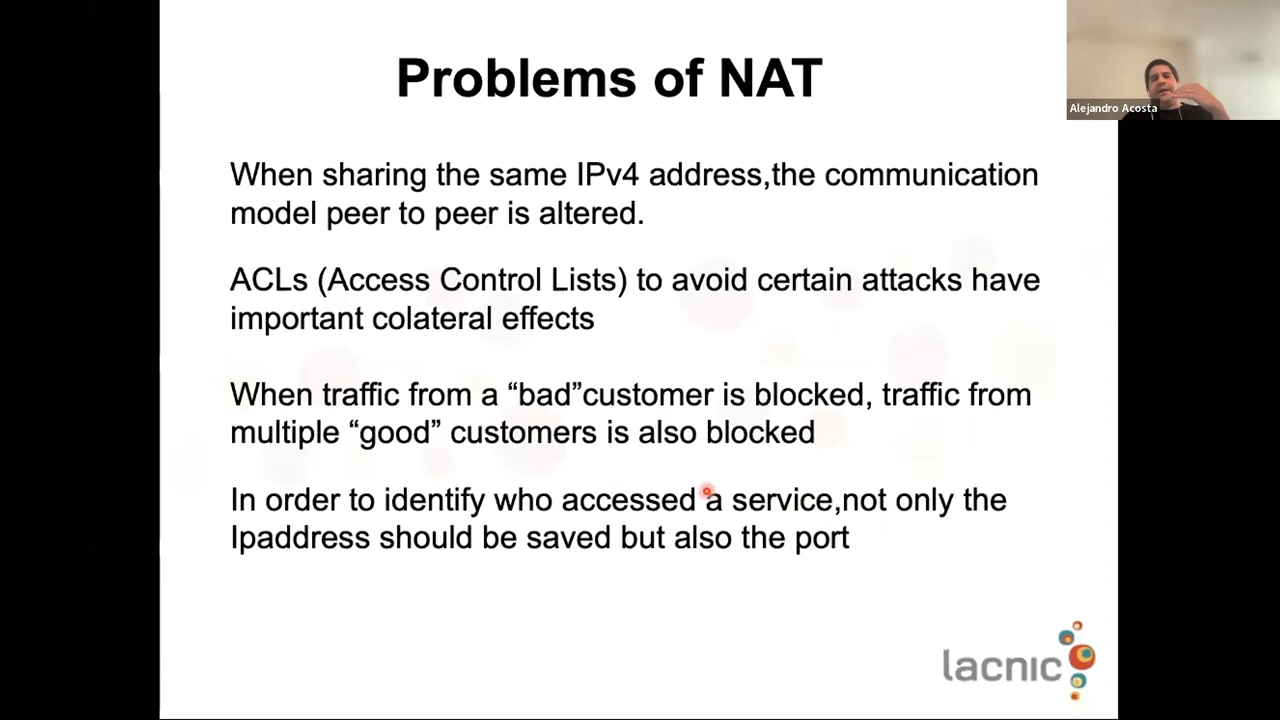 Problems of NAT
Alejandro Acosta
When sharing the same IPv4 address,the communication
model peer to peer is altered.
ACLs (Access Control Lists) to avoid certain attacks have
important colateral effects
When traffic from a “bad”customer is blocked, traffic from
multiple “good” customers is also blocked
In order to identify who accessed a service,not only the
Ipaddress should be saved but also the port
lacnic